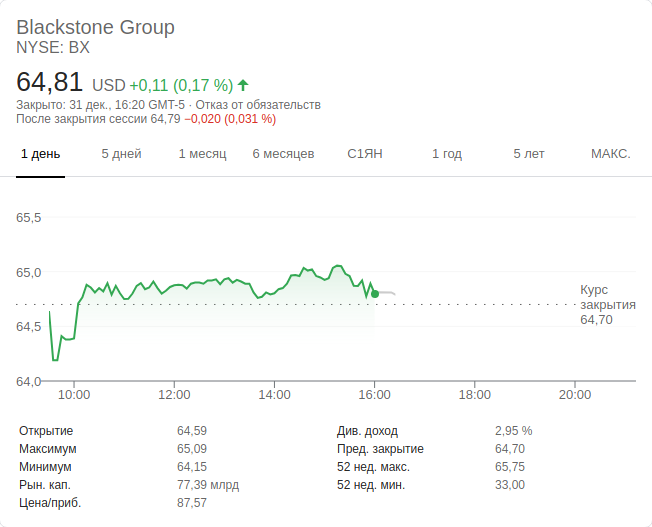 Blackstone Group
NYSE: BX
64,81 USD +0,11 (0,17 %)
Закрыто: 31 дек., 16:20 GMT-5 · Отказ от обязательств
После закрытия сессии 64,79 −0,020 (0,031 %)
1 день 5 дней 1 месяц 6 месяцев С1ЯН 1 год 5 лет МАКС.
65,5
65,0
Курс
закрытия
64,70
64,5
64,0
10:00 12:00 14:00 16:00 18:00 20:00
Открытие 64,59 Див. доход 2,95 %
Максимум 65,09 Пред. закрытие 64,70
Минимум 64,15 52 нед. макс. 65,75
Рын. кап. 77,39 млрд 52 нед. мин. 33,00
Цена/приб. 87,57